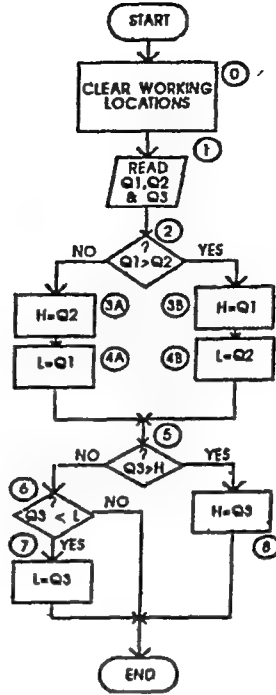 START
0
CLEAR WORKING
LOCATIONS
1
READ
Q1,Q2
& Q3
2
?
NO
Q1>Q2
YES
H=Q2
3A
3B
H=Q1
L=Q1
4A
4B
L=Q2
5
?
NO
Q3>H
YES
6
?
Q3 < L
NO
H=Q3
8
7
YES
L=Q3
END